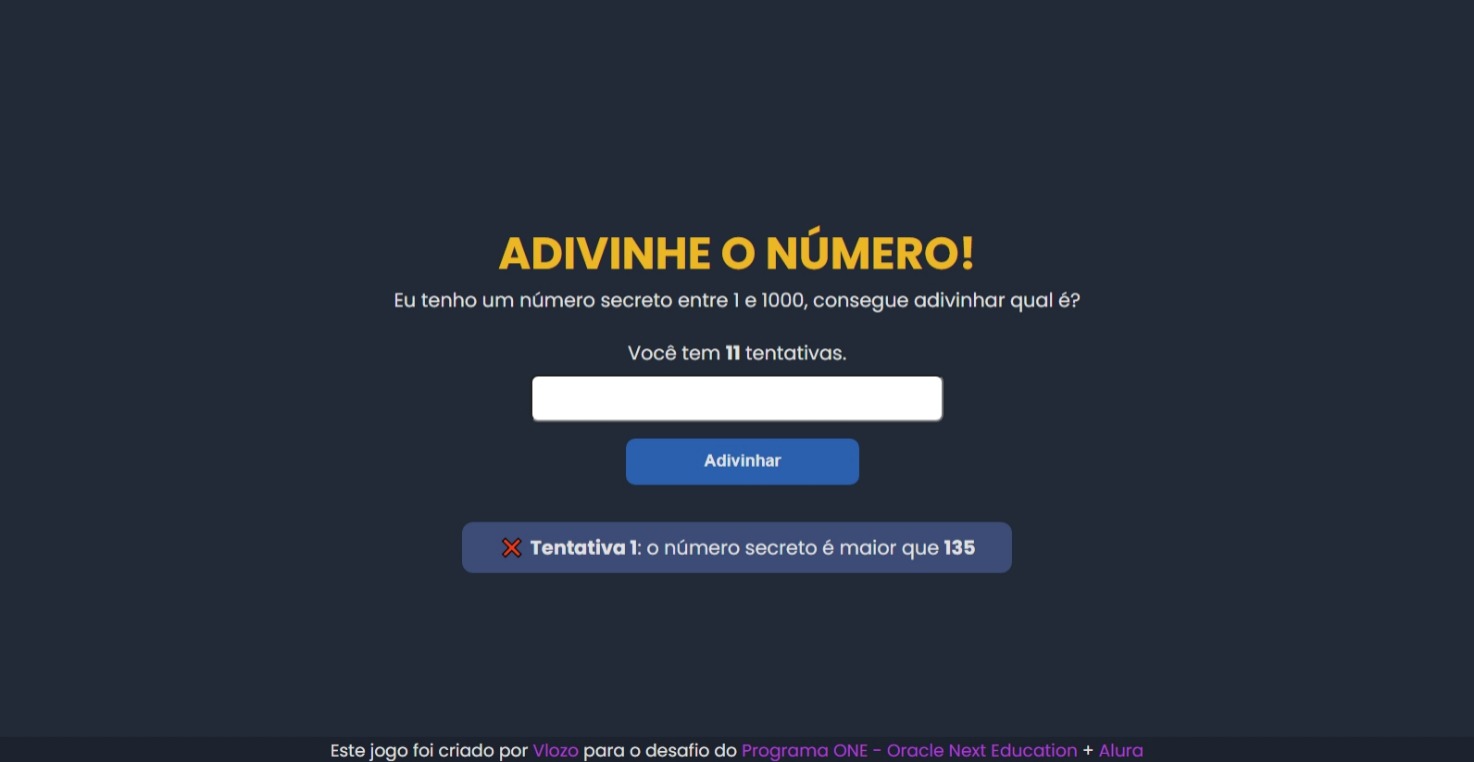 ADIVINHE O NÚMERO!
Eu tenho um número secreto entre 1 e 1000, consegue adivinhar qual é?
Você tem 11 tentativas.
Adivinhar
❌ Tentativa 1: o número secreto é maior que 135
Este jogo foi criado por Vlozo para o desafio do Programa ONE - Oracle Next Education + Alura